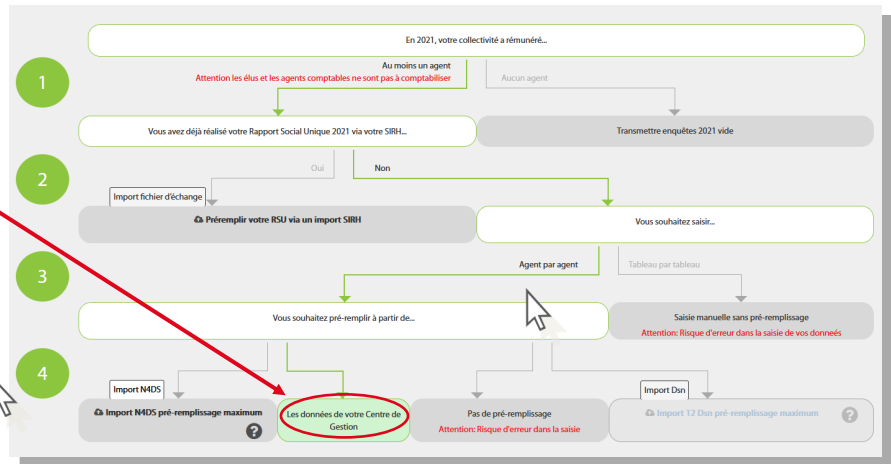 En 2021, votre collectivité a rémunéré...
1
Au moins un agent
Attention les élus et les agents comptables ne sont pas à comptabiliser
Aucun agent
Vous avez déjà réalisé votre Rapport Social Unique 2021 via votre SIRH...
Transmettre enquêtes 2021 vide
2
Oui
Non
Import fichier d'échange
Préremplir votre RSU via un import SIRH
Vous souhaitez saisir...
3
Agent par agent
Tableau par tableau
Vous souhaitez pré-remplir à partir de...
Saisie manuelle sans pré-remplissage
Attention: Risque d'erreur dans la saisie de vos donneés
4
Import N4DS
Import N4DS pré-remplissage maximum
?
Les données de votre Centre de
Gestion
Pas de pré-remplissage
Attention: Risque d'erreur dans la saisie
Import Dsn
Import 12 Dsn pré-remplissage maximum
?